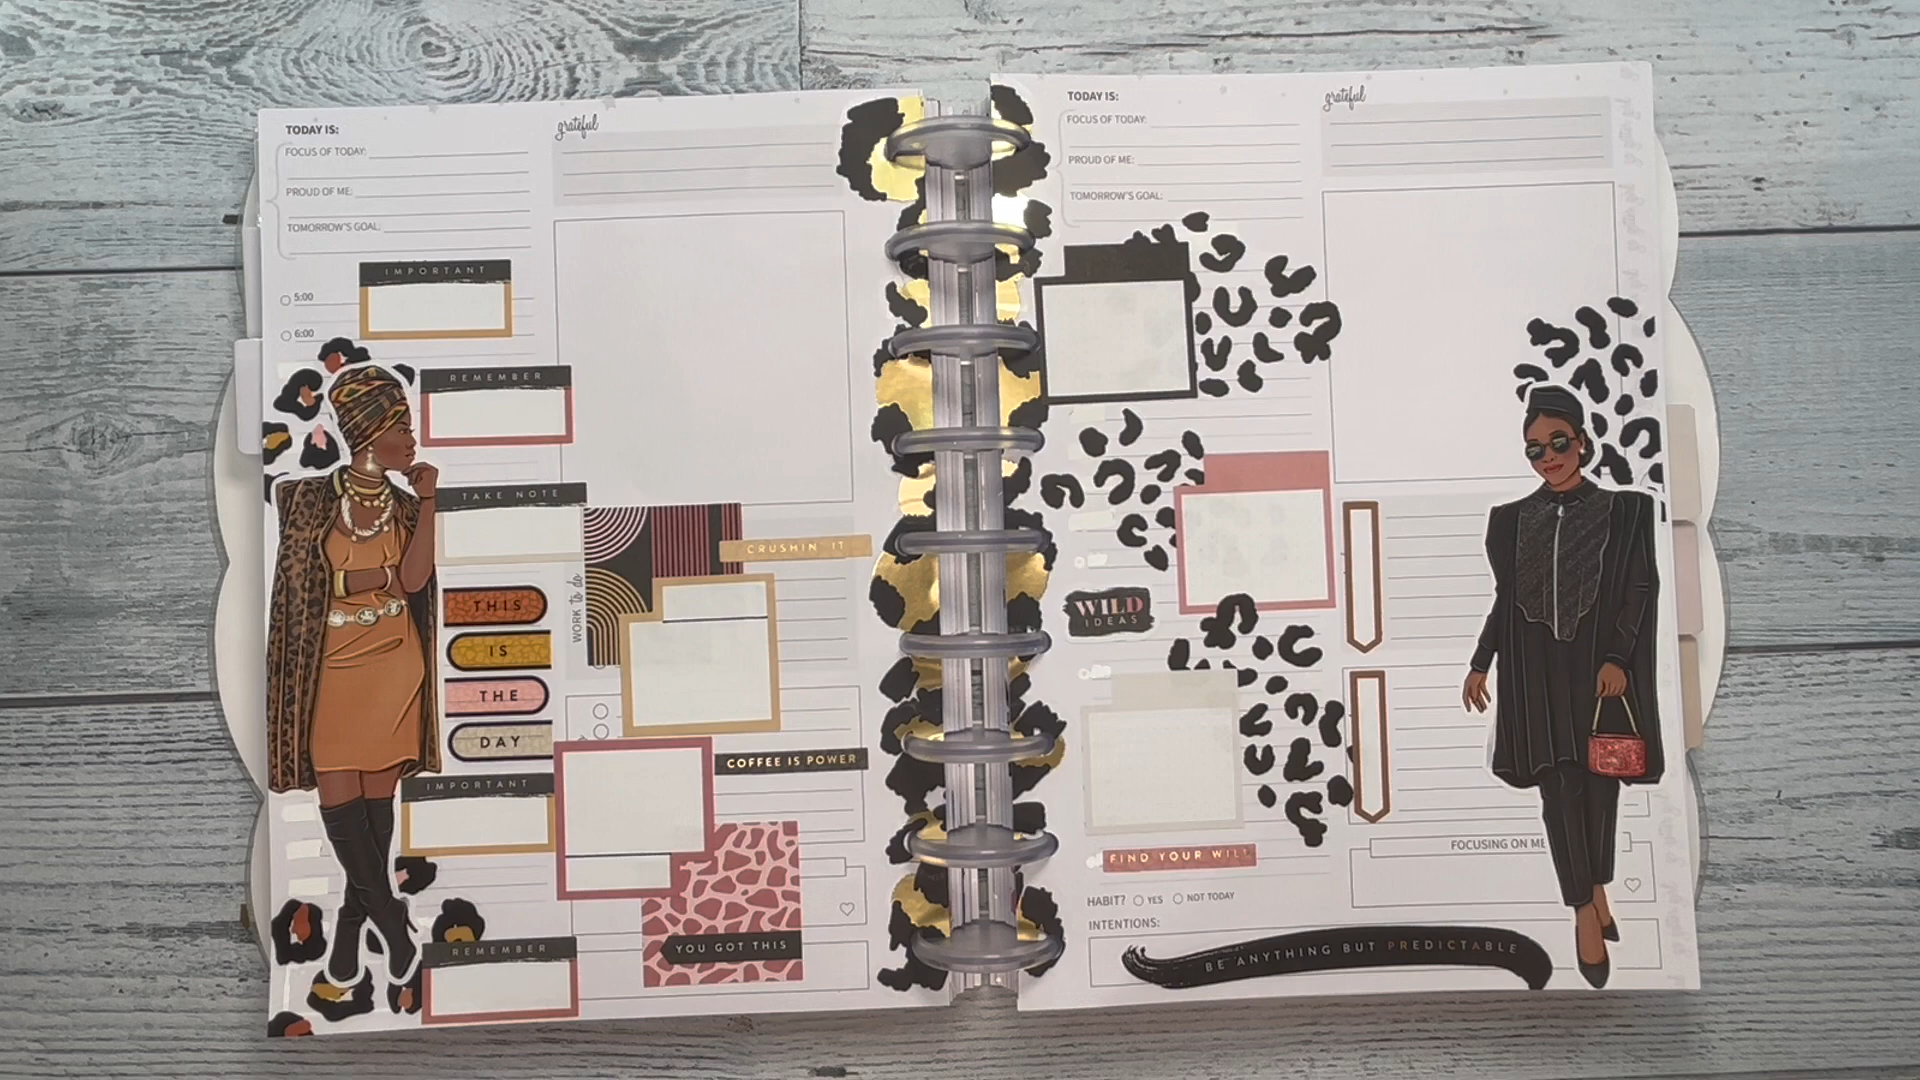 TODAY IS:
grateful
FOCUS OF TODAY:
PROUD OF ME:
TOMORROW'S GOAL:
IMPORTANT
5:00
6:00
REMEMBER
TAKE NOTE
CRUSHIN' IT
WORK to do
THIS
IS
THE
DAY
COFFEE IS POWER
IMPORTANT
YOU GOT THIS
REMEMBER
TODAY IS:
grateful
FOCUS OF TODAY:
PROUD OF ME:
TOMORROW'S GOAL:
WILD
IDEAS
FIND YOUR WILD
FOCUSING ON ME
HABIT? YES NOT TODAY
INTENTIONS:
BE ANYTHING BUT PREDICTABLE